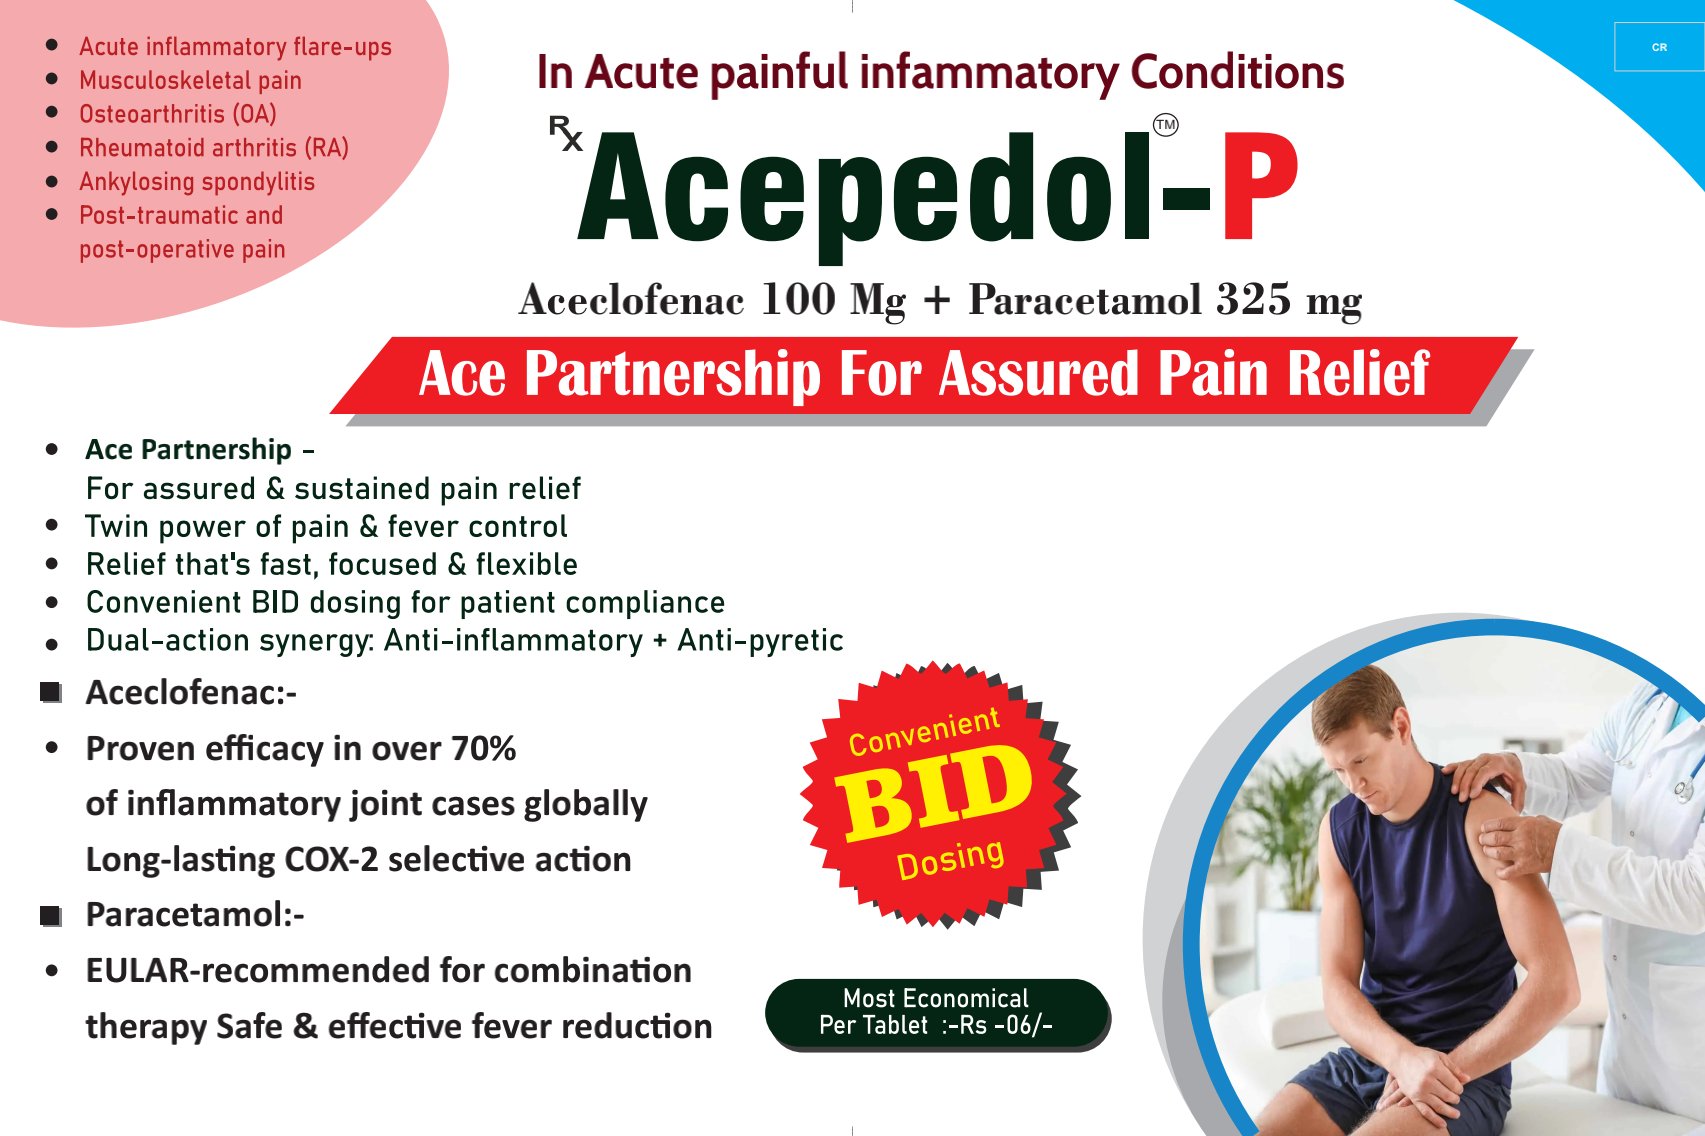 • Acute inflammatory flare-ups
• Musculoskeletal pain
• Osteoarthritis (OA)
• Rheumatoid arthritis (RA)
• Ankylosing spondylitis
• Post-traumatic and
post-operative pain
CR
In Acute painful infammatory Conditions
Rx Acepedol-P TM
Aceclofenac 100 Mg + Paracetamol 325 mg
Ace Partnership For Assured Pain Relief
• Ace Partnership -
For assured & sustained pain relief
• Twin power of pain & fever control
• Relief that's fast, focused & flexible
• Convenient BID dosing for patient compliance
• Dual-action synergy: Anti-inflammatory + Anti-pyretic
■ Aceclofenac:-
• Proven efficacy in over 70%
of inflammatory joint cases globally
Long-lasting COX-2 selective action
■ Paracetamol:-
• EULAR-recommended for combination
therapy Safe & effective fever reduction
Convenient
BID
Dosing
Most Economical
Per Tablet :-Rs -06/-